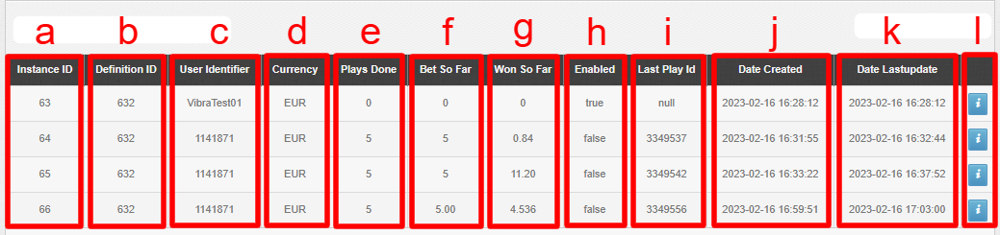 a b c d e f g h i j k l
Instance ID Definition ID User Identifier Currency Plays Done Bet So Far Won So Far Enabled Last Play Id Date Created Date Lastupdate
63 632 VibraTest01 EUR 0 0 0 true null 2023-02-16 16:28:12 2023-02-16 16:28:12 i
64 632 1141871 EUR 5 5 0.84 false 3349537 2023-02-16 16:31:55 2023-02-16 16:32:44 i
65 632 1141871 EUR 5 5 11.20 false 3349542 2023-02-16 16:33:22 2023-02-16 16:37:52 i
66 632 1141871 EUR 5 5.00 4.536 false 3349556 2023-02-16 16:59:51 2023-02-16 17:03:00 i